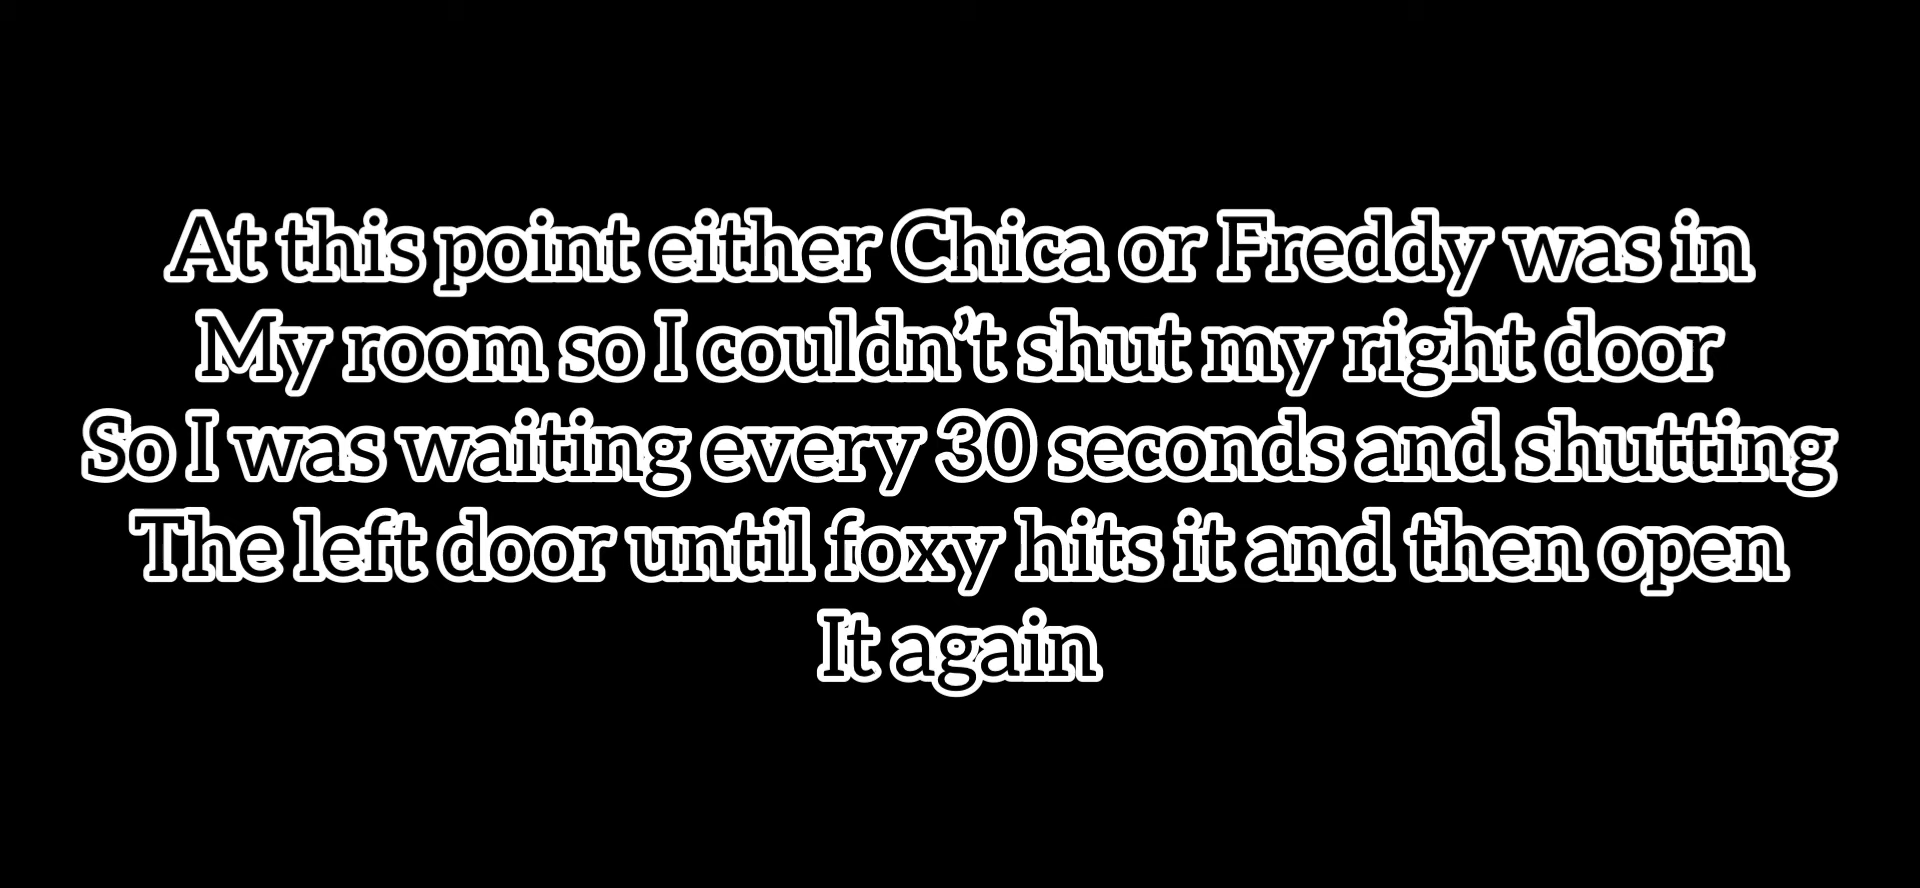 At this point either Chica or Freddy was in
My room so I couldn't shut my right door
So I was waiting every 30 seconds and shutting
The left door until foxy hits it and then open
It again